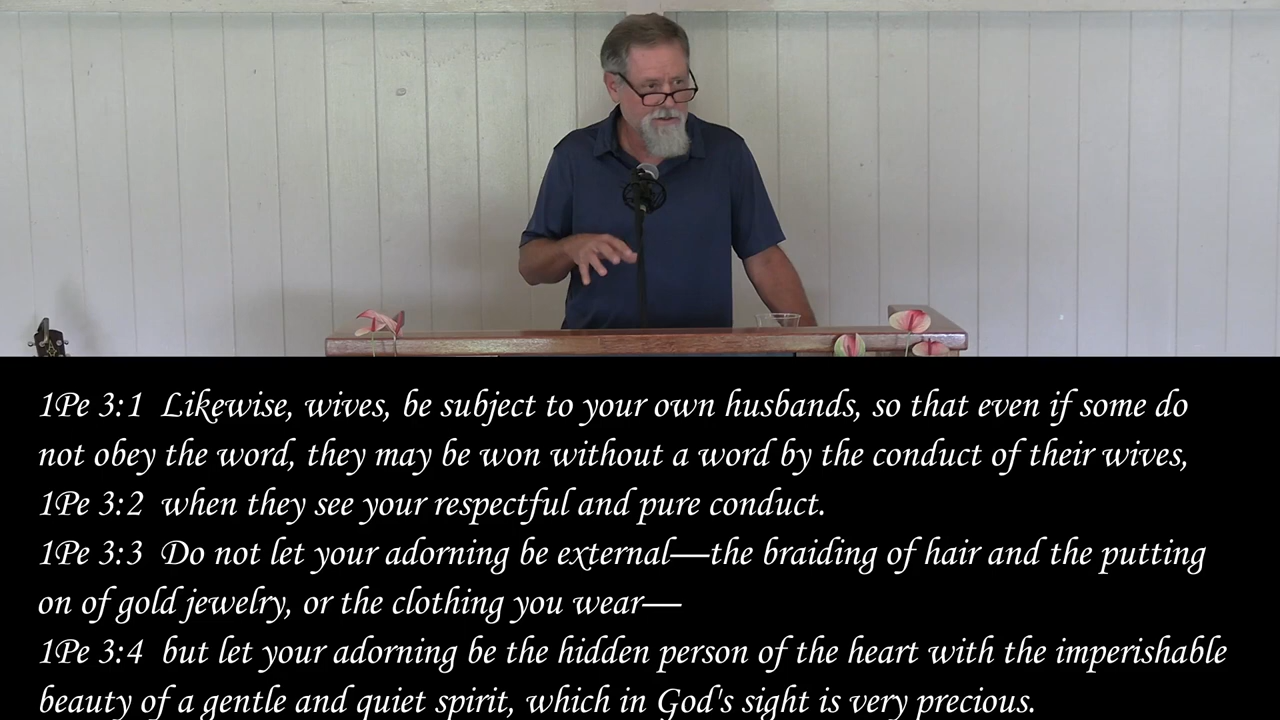 1Pe 3:1 Likewise, wives, be subject to your own husbands, so that even if some do
not obey the word, they may be won without a word by the conduct of their wives,
1Pe 3:2 when they see your respectful and pure conduct.
1Pe 3:3 Do not let your adorning be external—the braiding of hair and the putting
on of gold jewelry, or the clothing you wear—
1Pe 3:4 but let your adorning be the hidden person of the heart with the imperishable
beauty of a gentle and quiet spirit, which in God's sight is very precious.